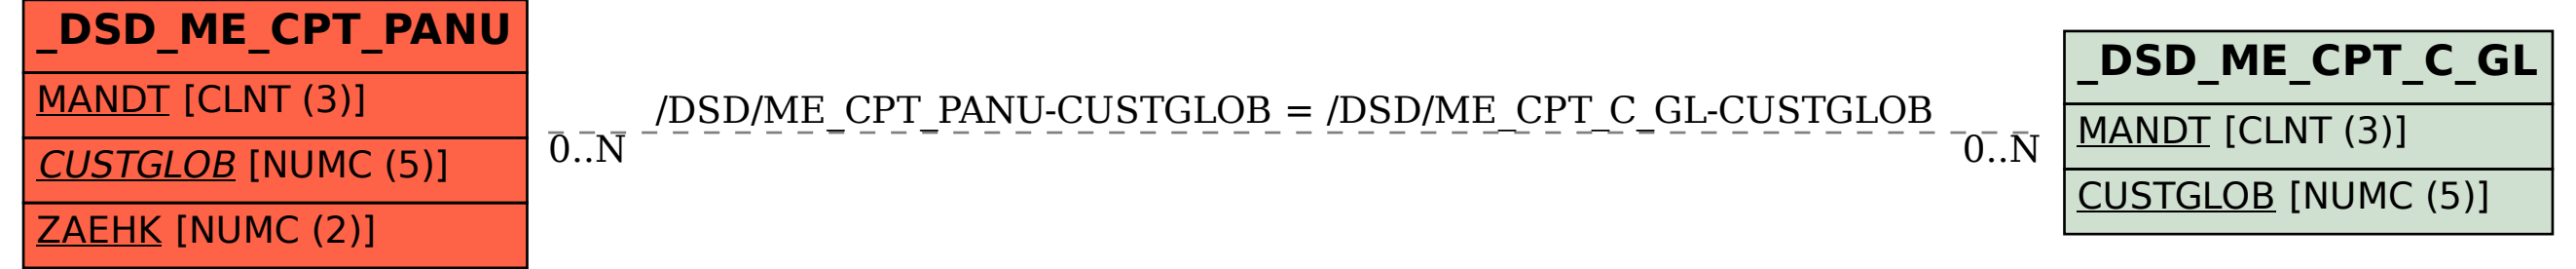 _DSD_ME_CPT_PANU
MANDT [CLNT (3)]
CUSTGLOB [NUMC (5)]
ZAEHK [NUMC (2)]
/DSD/ME_CPT_PANU-CUSTGLOB = /DSD/ME_CPT_C_GL-CUSTGLOB
0..N
0..N
_DSD_ME_CPT_C_GL
MANDT [CLNT (3)]
CUSTGLOB [NUMC (5)]